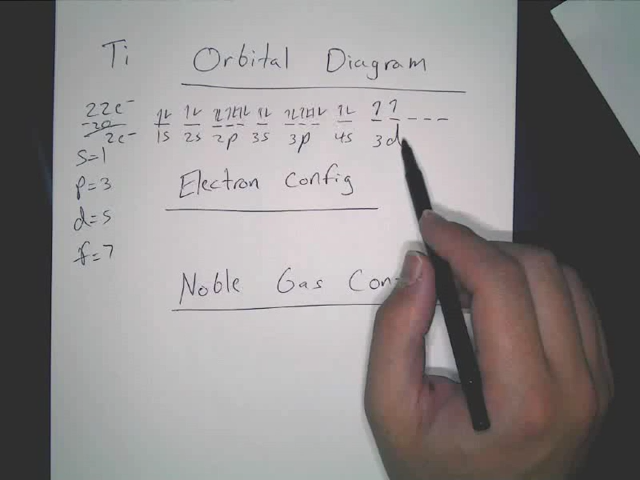 Ti Orbital Diagram
22e⁻
-20
2e⁻
↿⇂ ↿⇂ ↿⇂↿⇂↿⇂ ↿⇂ ↿⇂↿⇂↿⇂ ↿⇂ ↿ ↿
1s 2s 2p 3s 3p 4s 3d
s=1
p=3
d=5
f=7
Electron Config
Noble Gas Con